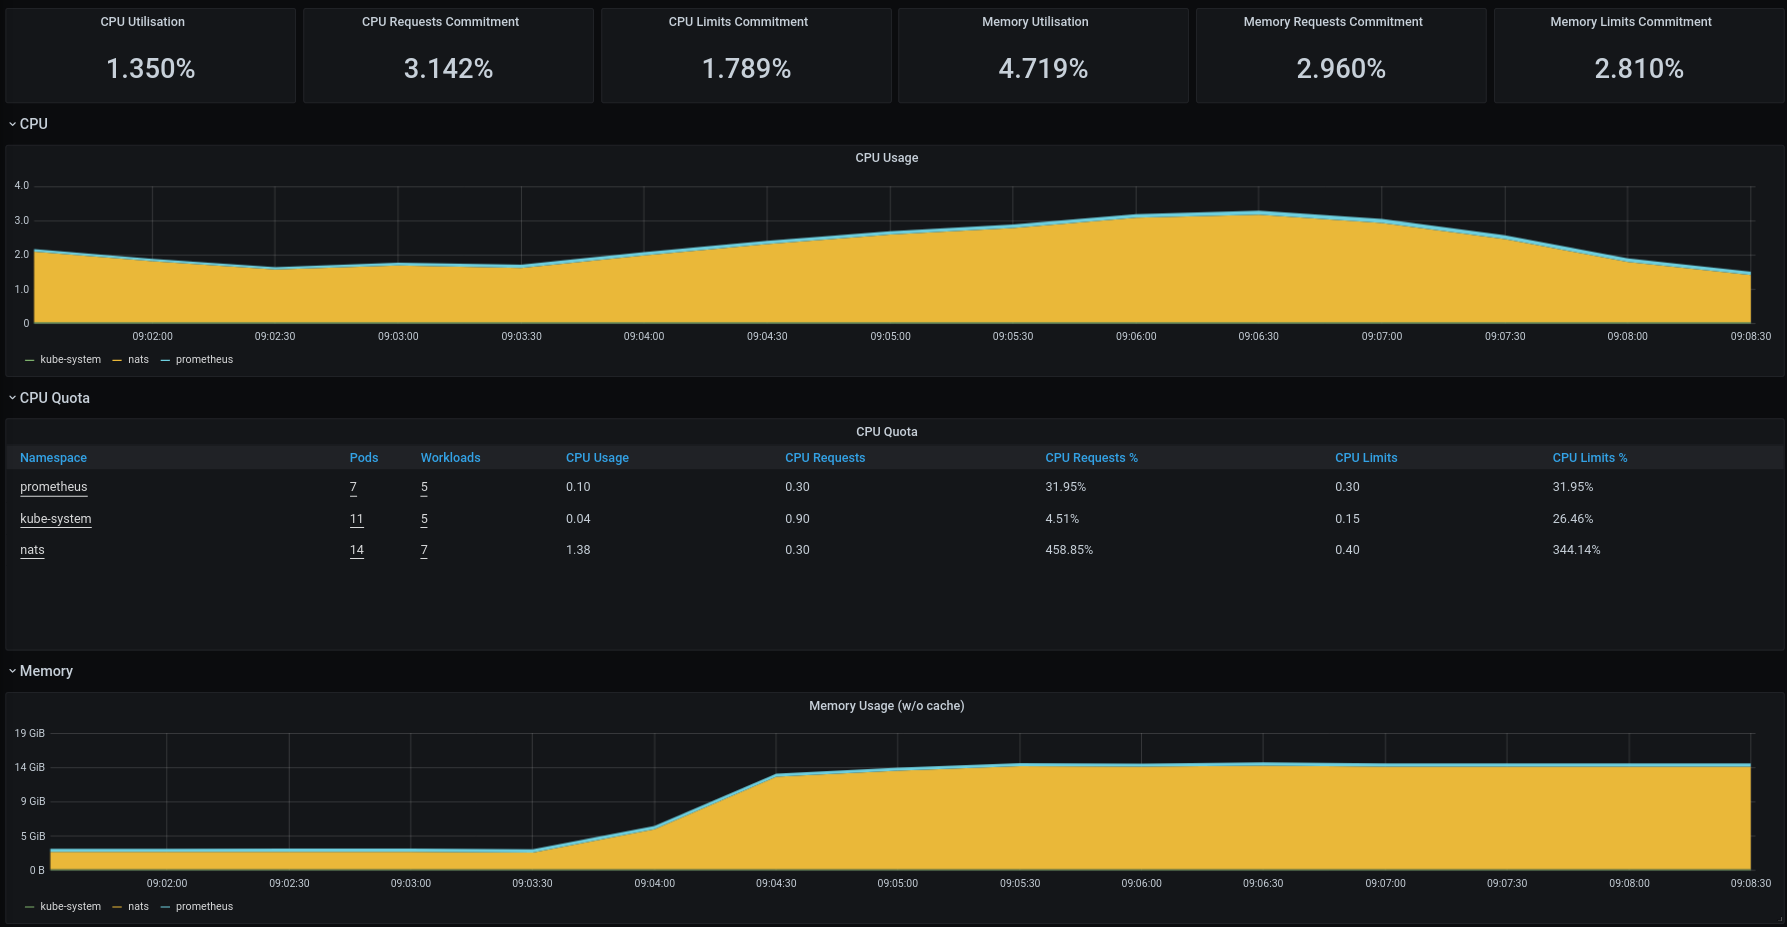 CPU Utilisation CPU Requests Commitment CPU Limits Commitment Memory Utilisation Memory Requests Commitment Memory Limits Commitment
1.350% 3.142% 1.789% 4.719% 2.960% 2.810%
CPU
CPU Usage
4.0
3.0
2.0
1.0
0
09:02:00 09:02:30 09:03:00 09:03:30 09:04:00 09:04:30 09:05:00 09:05:30 09:06:00 09:06:30 09:07:00 09:07:30 09:08:00 09:08:30
kube-system nats prometheus
CPU Quota
CPU Quota
Namespace Pods Workloads CPU Usage CPU Requests CPU Requests % CPU Limits CPU Limits %
prometheus 7 5 0.10 0.30 31.95% 0.30 31.95%
kube-system 11 5 0.04 0.90 4.51% 0.15 26.46%
nats 14 7 1.38 0.30 458.85% 0.40 344.14%
Memory
Memory Usage (w/o cache)
19 GiB
14 GiB
9 GiB
5 GiB
0 B
09:02:00 09:02:30 09:03:00 09:03:30 09:04:00 09:04:30 09:05:00 09:05:30 09:06:00 09:06:30 09:07:00 09:07:30 09:08:00 09:08:30
kube-system nats prometheus